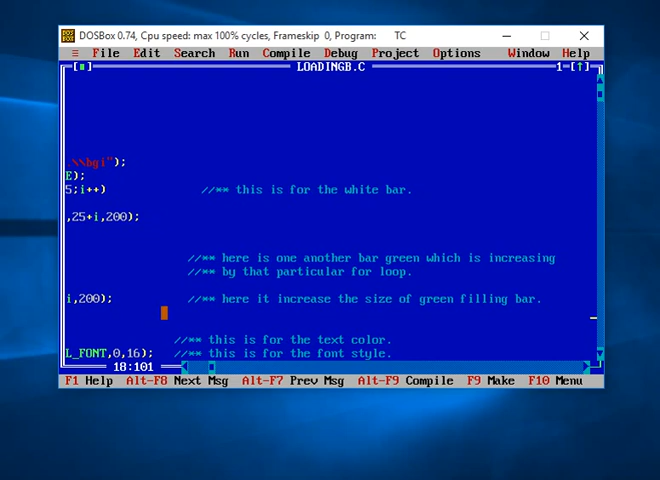 DOSBox 0.74, Cpu speed: max 100% cycles, Frameskip 0, Program: TC
≡ File Edit Search Run Compile Debug Project Options Window Help
LOADINGB.C 1=[↑]
.\\bgi");
E);
5;i++) //** this is for the white bar.
,25+i,200);
//** here is one another bar green which is increasing
//** by that particular for loop.
i,200); //** here it increase the size of green filling bar.
//** this is for the text color.
L_FONT,0,16); //** this is for the font style.
18:101
F1 Help Alt-F8 Next Msg Alt-F7 Prev Msg Alt-F9 Compile F9 Make F10 Menu